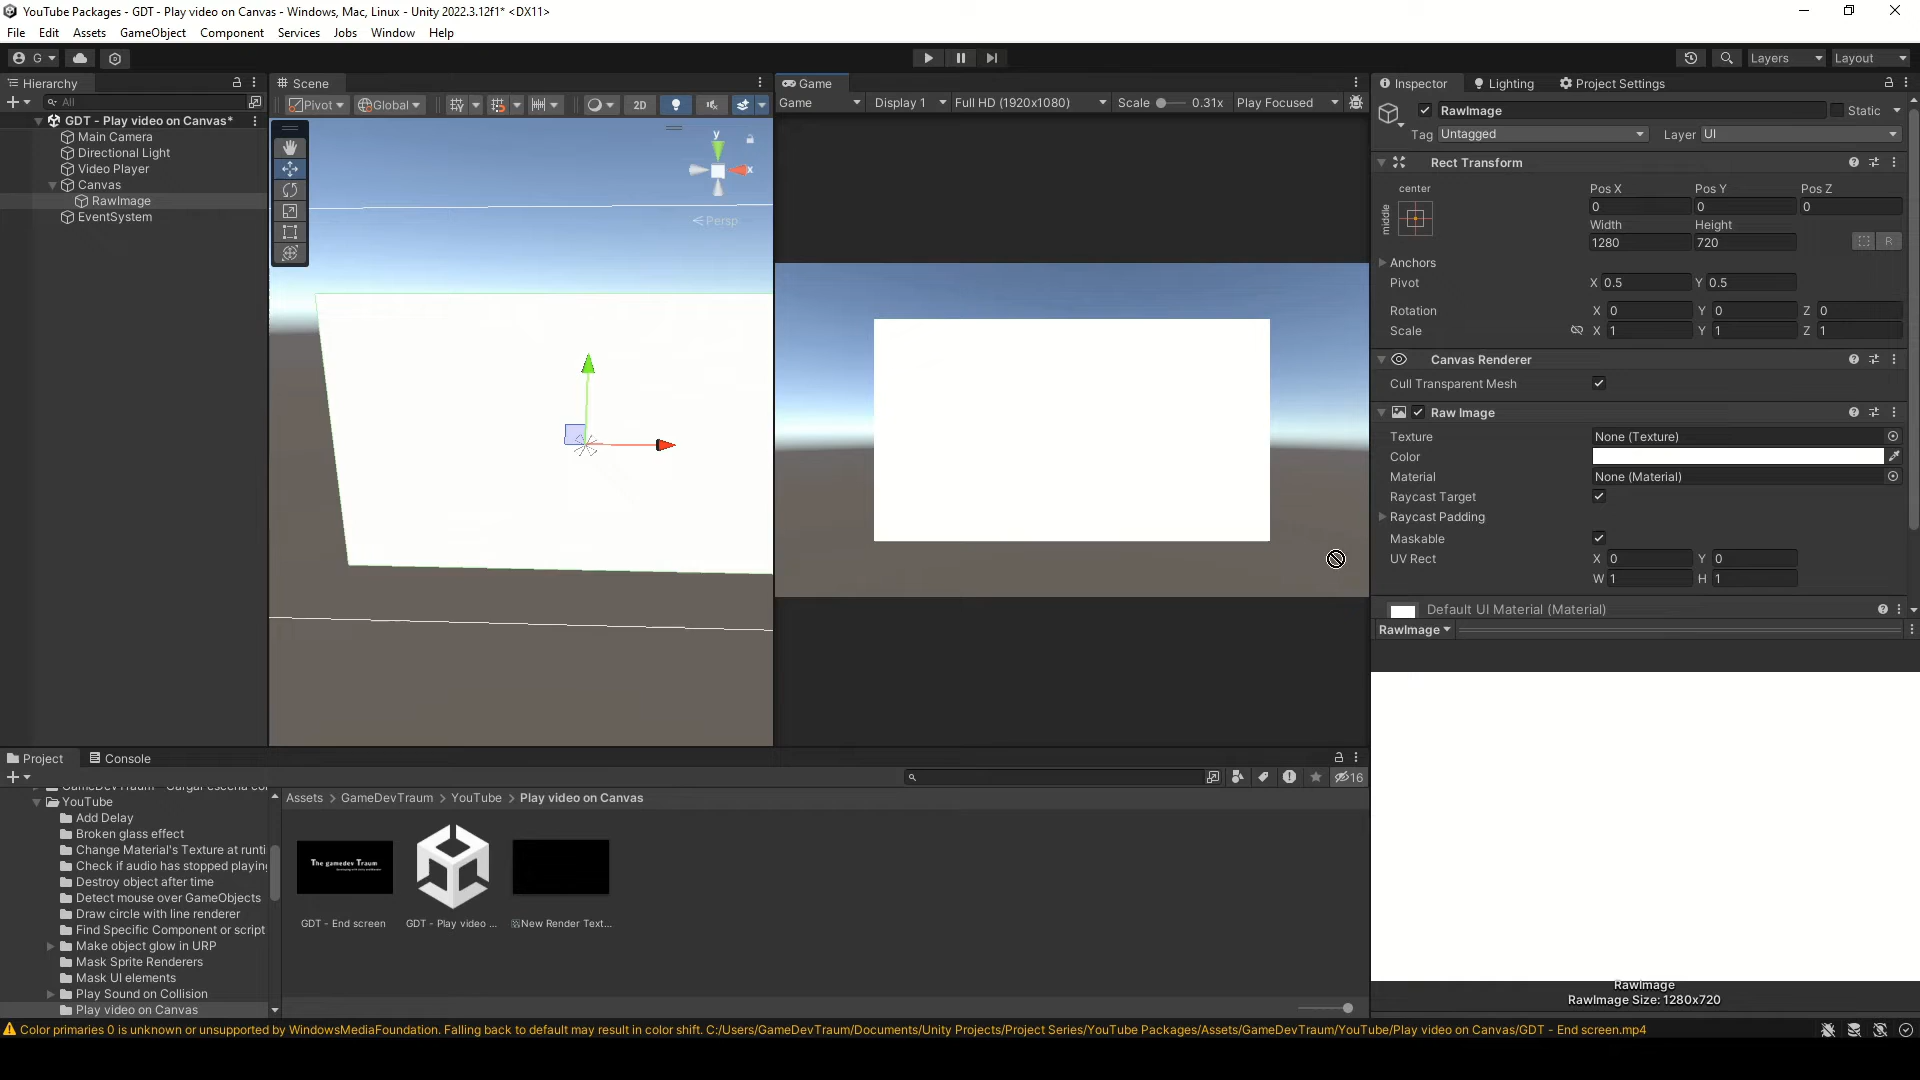 YouTube Packages - GDT - Play video on Canvas - Windows, Mac, Linux - Unity 2022.3.12f1* <DX11>
File Edit Assets GameObject Component Services Jobs Window Help
G Layers Layout
Hierarchy
All
GDT - Play video on Canvas*
Main Camera
Directional Light
Video Player
Canvas
RawImage
EventSystem
Scene
Pivot Global 2D
y
x
Persp
Game
Game Display 1 Full HD (1920x1080) Scale 0.31x Play Focused
Inspector Lighting Project Settings
RawImage Static
Tag Untagged Layer UI
Rect Transform
center
middle
Pos X Pos Y Pos Z
0 0 0
Width Height
1280 720 R
Anchors
Pivot X 0.5 Y 0.5
Rotation X 0 Y 0 Z 0
Scale X 1 Y 1 Z 1
Canvas Renderer
Cull Transparent Mesh
Raw Image
Texture None (Texture)
Color
Material None (Material)
Raycast Target
Raycast Padding
Maskable
UV Rect X 0 Y 0
W 1 H 1
Default UI Material (Material)
RawImage
RawImage
RawImage Size: 1280x720
Project Console
16
YouTube
Add Delay
Broken glass effect
Change Material's Texture at runti
Check if audio has stopped playing
Destroy object after time
Detect mouse over GameObjects
Draw circle with line renderer
Find Specific Component or script
Make object glow in URP
Mask Sprite Renderers
Mask UI elements
Play Sound on Collision
Play video on Canvas
Assets > GameDevTraum > YouTube > Play video on Canvas
The gamedev Traum
GDT - End screen
GDT - Play video ...
New Render Text...
Color primaries 0 is unknown or unsupported by WindowsMediaFoundation. Falling back to default may result in color shift. C:/Users/GameDevTraum/Documents/Unity Projects/Project Series/YouTube Packages/Assets/GameDevTraum/YouTube/Play video on Canvas/GDT - End screen.mp4